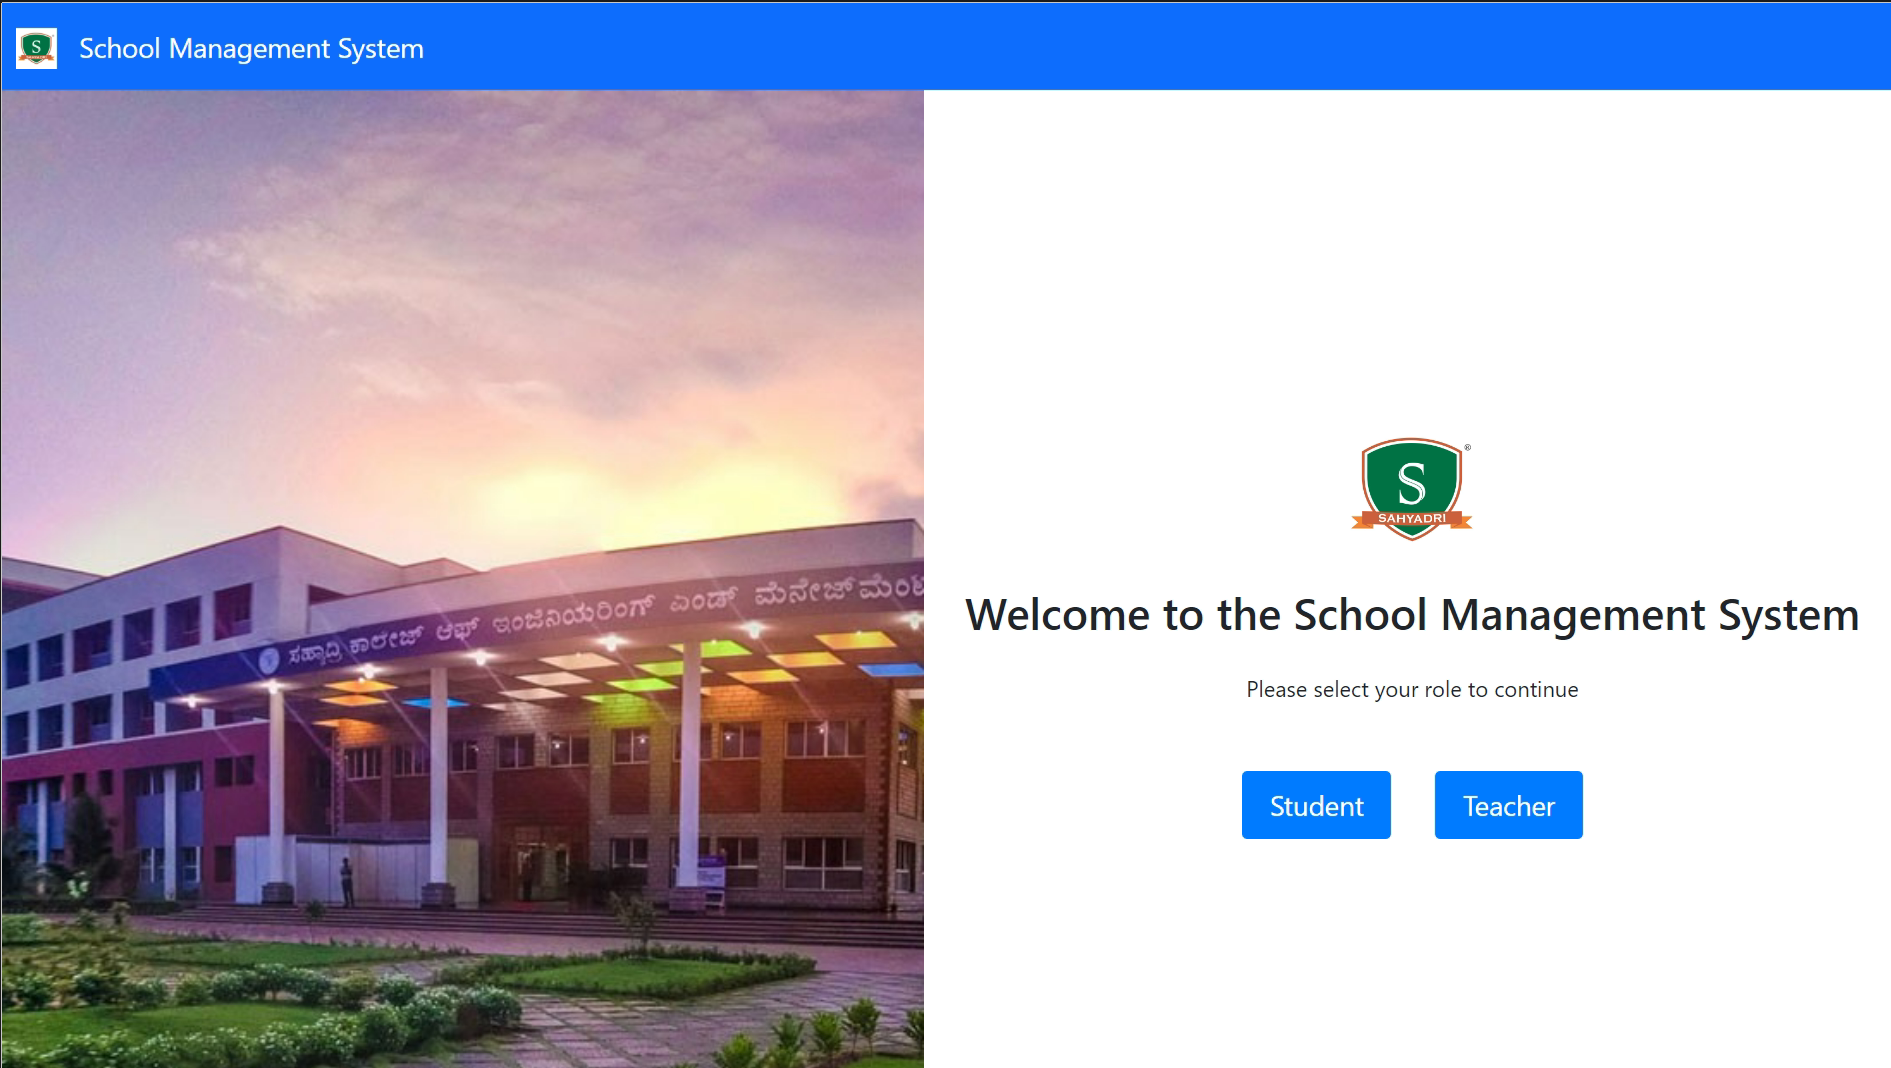 School Management System
ಸಹ್ಯಾದ್ರಿ ಕಾಲೇಜ್ ಆಫ್ ಇಂಜಿನಿಯರಿಂಗ್ ಎಂಡ್ ಮೆನೇಜ್‌ಮೆಂಟ
S
SAHYADRI
®
Welcome to the School Management System
Please select your role to continue
Student
Teacher